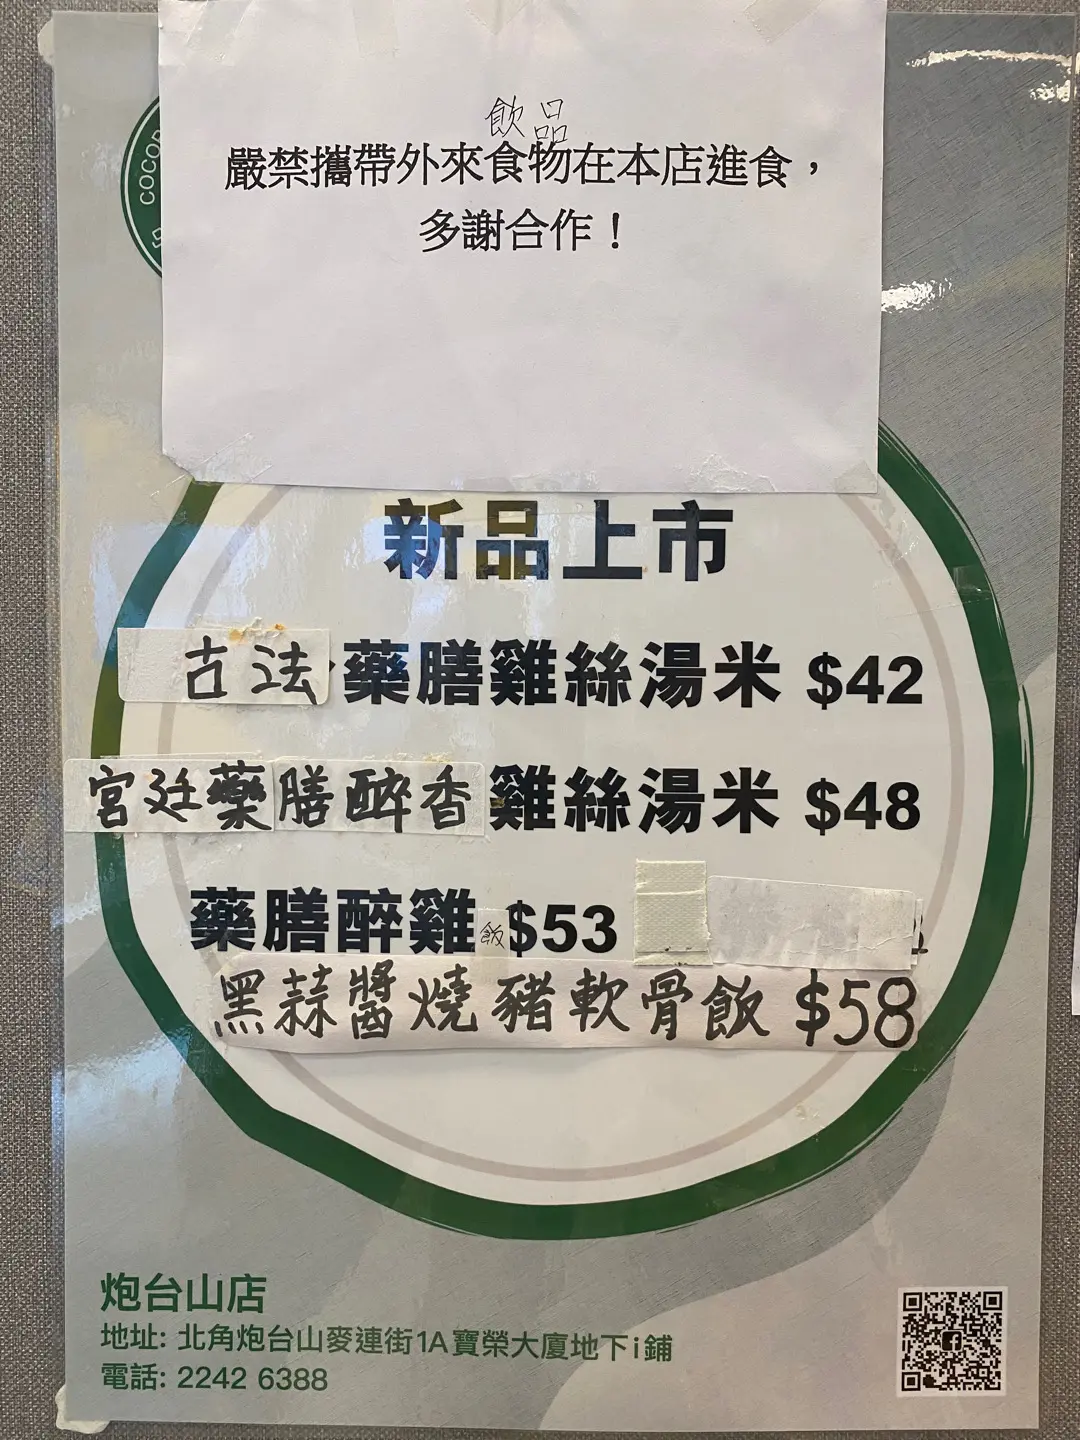 COCO
飲品
嚴禁攜帶外來食物在本店進食，
多謝合作！
新品上市
古法藥膳雞絲湯米 $42
宮廷藥膳醉香雞絲湯米 $48
藥膳醉雞飯$53
黑蒜醬燒豬軟骨飯 $58
炮台山店
地址: 北角炮台山麥連街1A寶榮大廈地下i鋪
電話: 2242 6388